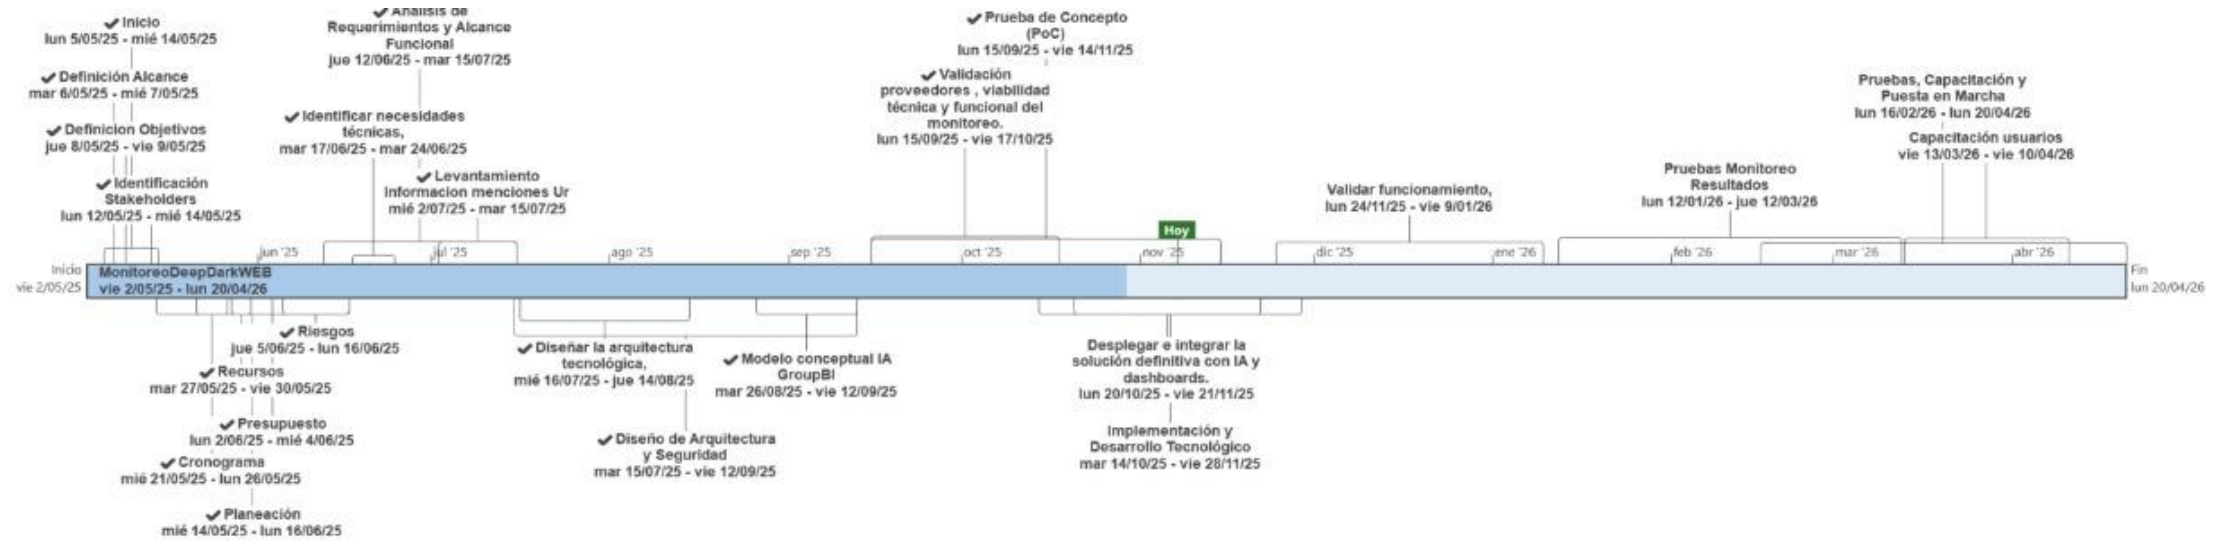 ✔ Inicio
lun 5/05/25 - mié 14/05/25
✔ Definición Alcance
mar 6/05/25 - mié 7/05/25
✔ Definicion Objetivos
jue 8/05/25 - vie 9/05/25
✔ Identificación
Stakeholders
lun 12/05/25 - mié 14/05/25
✔ Análisis de
Requerimientos y Alcance
Funcional
jue 12/06/25 - mar 15/07/25
✔ Identificar necesidades
técnicas,
mar 17/06/25 - mar 24/06/25
✔ Levantamiento
Informacion menciones Ur
mié 2/07/25 - mar 15/07/25
✔ Prueba de Concepto
(PoC)
lun 15/09/25 - vie 14/11/25
✔ Validación
proveedores , viabilidad
técnica y funcional del
monitoreo.
lun 15/09/25 - vie 17/10/25
Validar funcionamiento,
lun 24/11/25 - vie 9/01/26
Pruebas Monitoreo
Resultados
lun 12/01/26 - jue 12/03/26
Pruebas, Capacitación y
Puesta en Marcha
lun 16/02/26 - lun 20/04/26
Capacitación usuarios
vie 13/03/26 - vie 10/04/26
Hoy
jun '25
jul '25
ago '25
sep '25
oct '25
nov '25
dic '25
ene '26
feb '26
mar '26
abr '26
Inicio
vie 2/05/25
MonitoreoDeepDarkWEB
vie 2/05/25 - lun 20/04/26
Fin
lun 20/04/26
✔ Riesgos
jue 5/06/25 - lun 16/06/25
✔ Recursos
mar 27/05/25 - vie 30/05/25
✔ Presupuesto
lun 2/06/25 - mié 4/06/25
✔ Cronograma
mié 21/05/25 - lun 26/05/25
✔ Planeación
mié 14/05/25 - lun 16/06/25
✔ Diseñar la arquitectura
tecnológica,
mié 16/07/25 - jue 14/08/25
✔ Modelo conceptual IA
GroupBI
mar 26/08/25 - vie 12/09/25
✔ Diseño de Arquitectura
y Seguridad
mar 15/07/25 - vie 12/09/25
Desplegar e integrar la
solución definitiva con IA y
dashboards.
lun 20/10/25 - vie 21/11/25
Implementación y
Desarrollo Tecnológico
mar 14/10/25 - vie 28/11/25